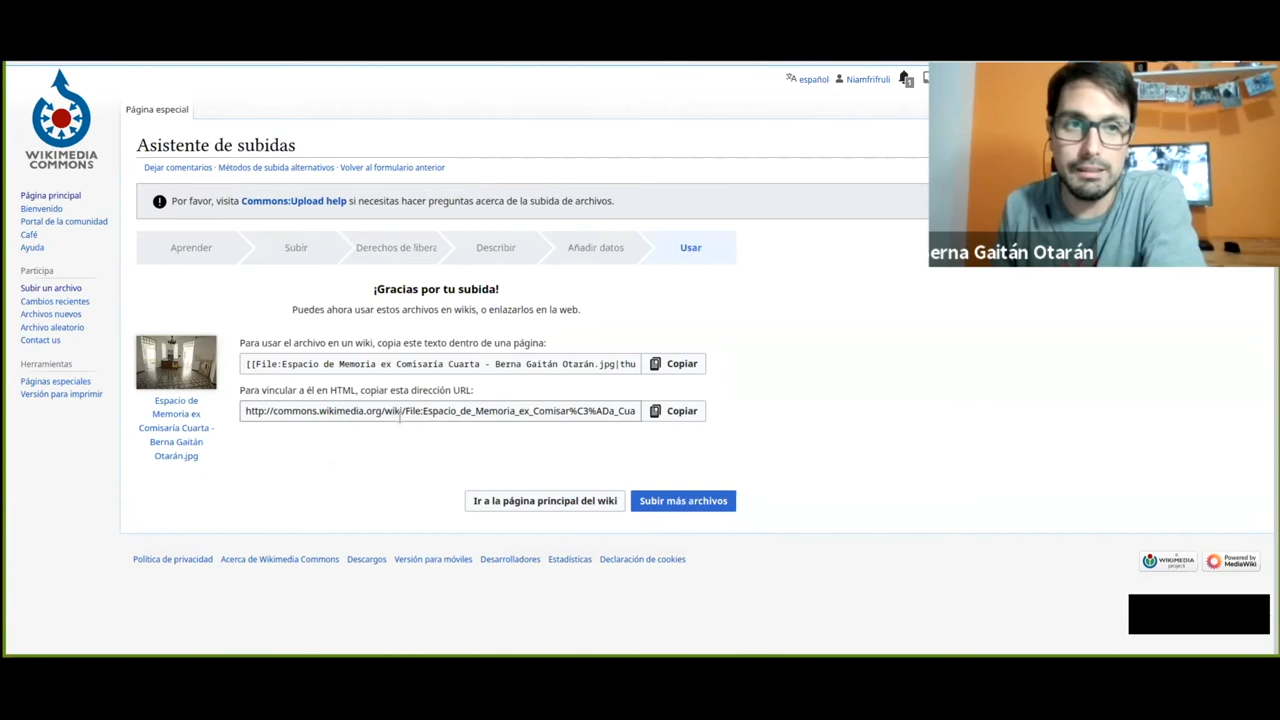 español
Niamfrifruli
1
Página especial
WIKIMEDIA
COMMONS
Asistente de subidas
Dejar comentarios · Métodos de subida alternativos · Volver al formulario anterior
Por favor, visita Commons:Upload help si necesitas hacer preguntas acerca de la subida de archivos.
Página principal
Bienvenido
Portal de la comunidad
Café
Ayuda
Participa
Subir un archivo
Cambios recientes
Archivos nuevos
Archivo aleatorio
Contact us
Herramientas
Páginas especiales
Versión para imprimir
erna Gaitán Otarán
Aprender
Subir
Derechos de libera
Describir
Añadir datos
Usar
¡Gracias por tu subida!
Puedes ahora usar estos archivos en wikis, o enlazarlos en la web.
Espacio de
Memoria ex
Comisaría Cuarta -
Berna Gaitán
Otarán.jpg
Para usar el archivo en un wiki, copia este texto dentro de una página:
[[File:Espacio de Memoria ex Comisaría Cuarta - Berna Gaitán Otarán.jpg|thu
Copiar
Para vincular a él en HTML, copiar esta dirección URL:
http://commons.wikimedia.org/wiki/File:Espacio_de_Memoria_ex_Comisar%C3%ADa_Cua
Copiar
Ir a la página principal del wiki
Subir más archivos
Política de privacidad
Acerca de Wikimedia Commons
Descargos
Versión para móviles
Desarrolladores
Estadísticas
Declaración de cookies
A
WIKIMEDIA
project
Powered by
MediaWiki